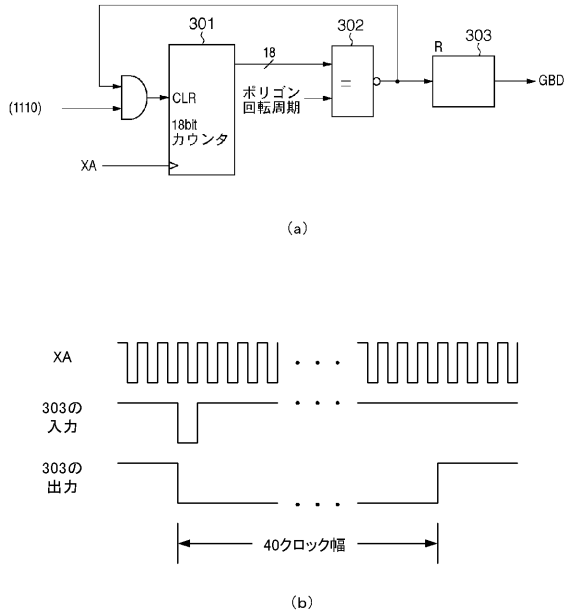 301
302
303
18
R
(1110)
CLR
=
GBD
ポリゴン
回転周期
18bit
カウンタ
XA
(a)
XA
303の
入力
303の
出力
40クロック幅
(b)